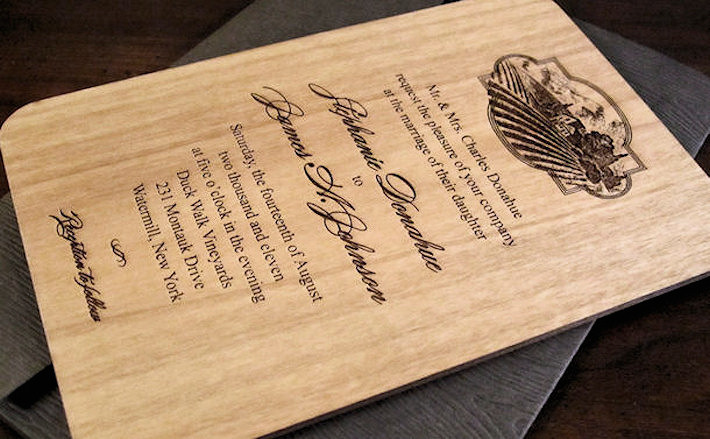 Mr. & Mrs. Charles Donahue
request the pleasure of your company
at the marriage of their daughter
Stephanie Donahue
to
James H. Johnson
Saturday, the fourteenth of August
two thousand and eleven
at five o'clock in the evening
Duck Walk Vineyards
231 Montauk Drive
Watermill, New York
Reception to follow